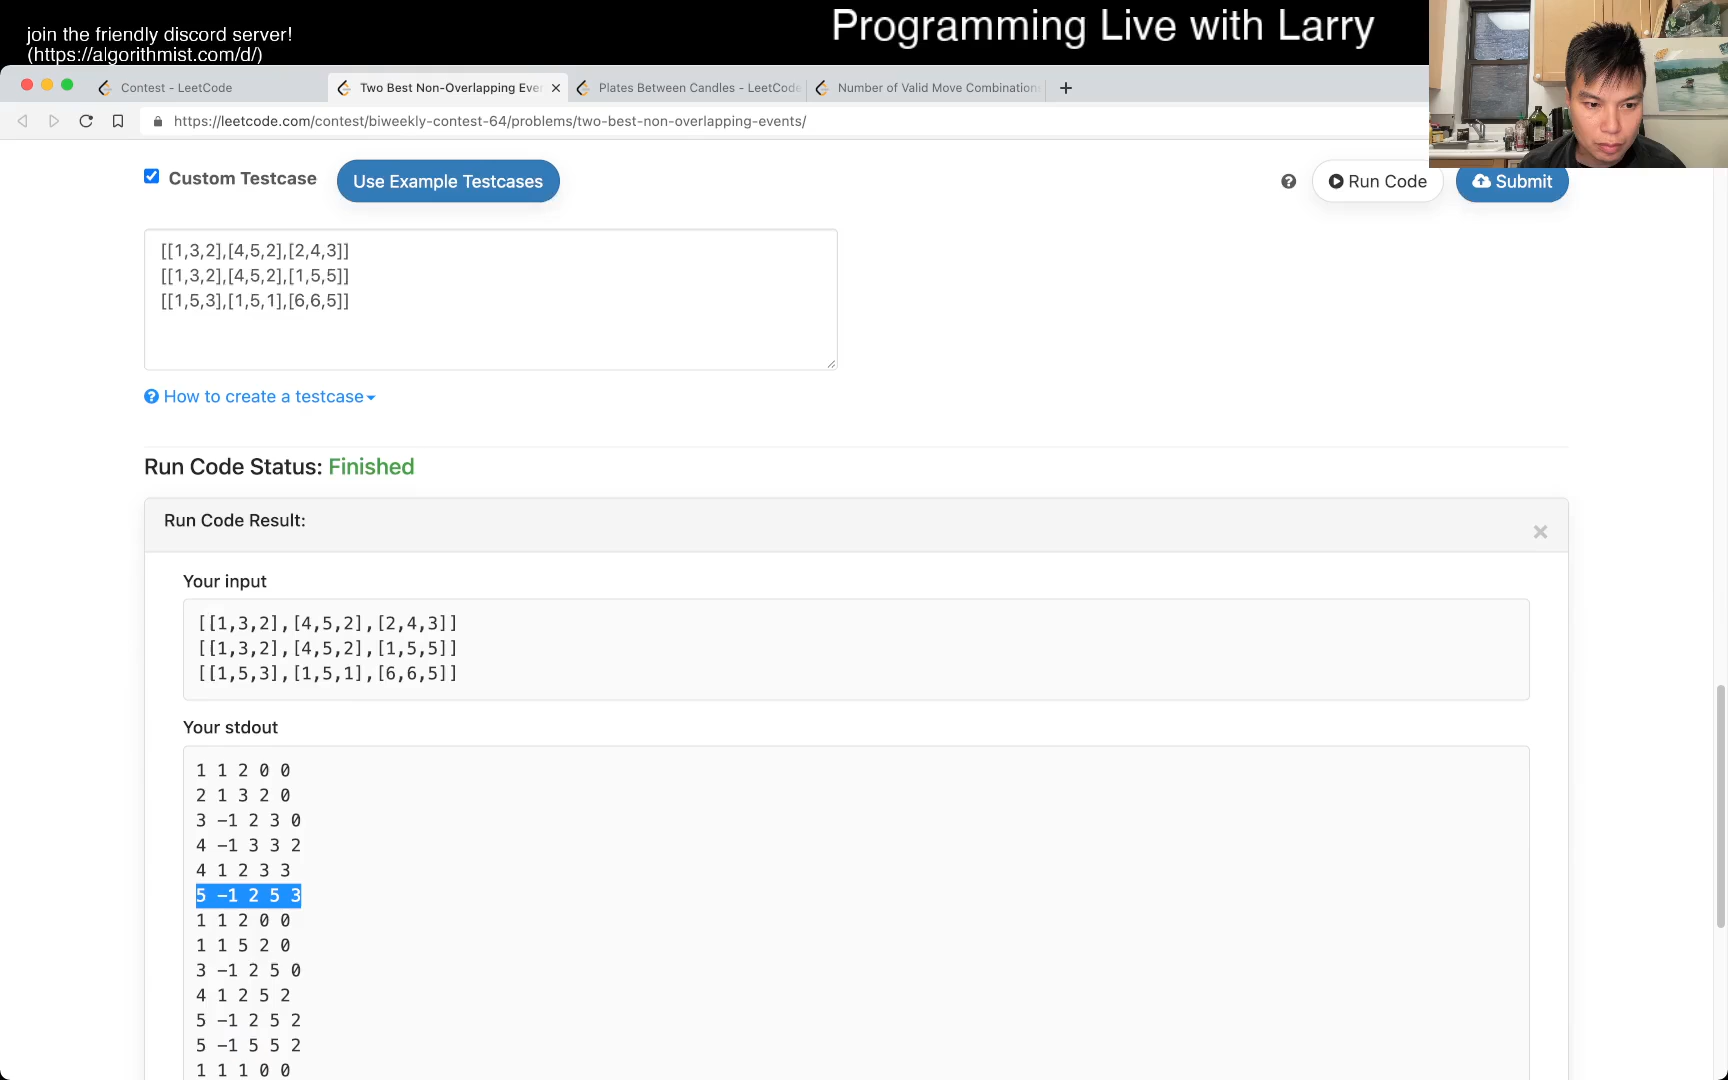 Programming Live with Larry
join the friendly discord server!
(https://algorithmist.com/d/)
Contest - LeetCode
Two Best Non-Overlapping Eve
Plates Between Candles - LeetCode
Number of Valid Move Combination
https://leetcode.com/contest/biweekly-contest-64/problems/two-best-non-overlapping-events/
Custom Testcase
Use Example Testcases
Run Code
Submit
[[1,3,2],[4,5,2],[2,4,3]]
[[1,3,2],[4,5,2],[1,5,5]]
[[1,5,3],[1,5,1],[6,6,5]]
How to create a testcase
Run Code Status: Finished
Run Code Result:
Your input
[[1,3,2],[4,5,2],[2,4,3]]
[[1,3,2],[4,5,2],[1,5,5]]
[[1,5,3],[1,5,1],[6,6,5]]
Your stdout
1 1 2 0 0
2 1 3 2 0
3 -1 2 3 0
4 -1 3 3 2
4 1 2 3 3
5 -1 2 5 3
1 1 2 0 0
1 1 5 2 0
3 -1 2 5 0
4 1 2 5 2
5 -1 2 5 2
5 -1 5 5 2
1 1 1 0 0